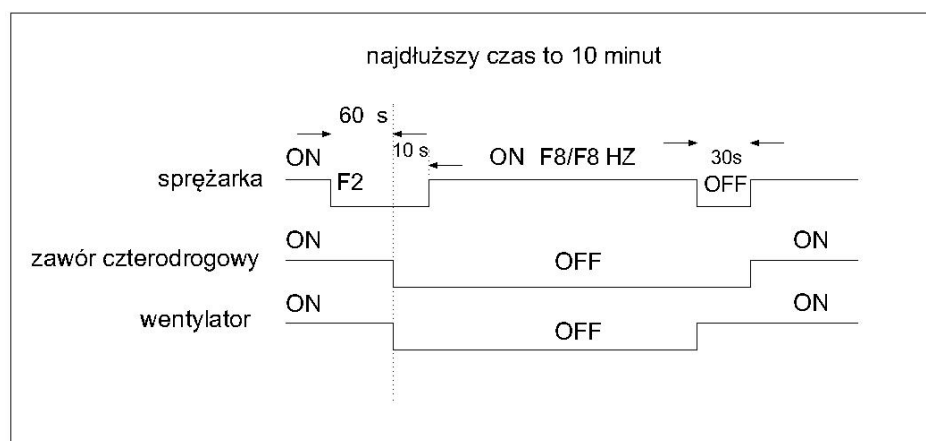 najdłuższy czas to 10 minut
60 s
ON 10 s ON F8/F8 HZ 30s
sprężarka F2 OFF
ON ON
zawór czterodrogowy OFF
ON ON
wentylator OFF